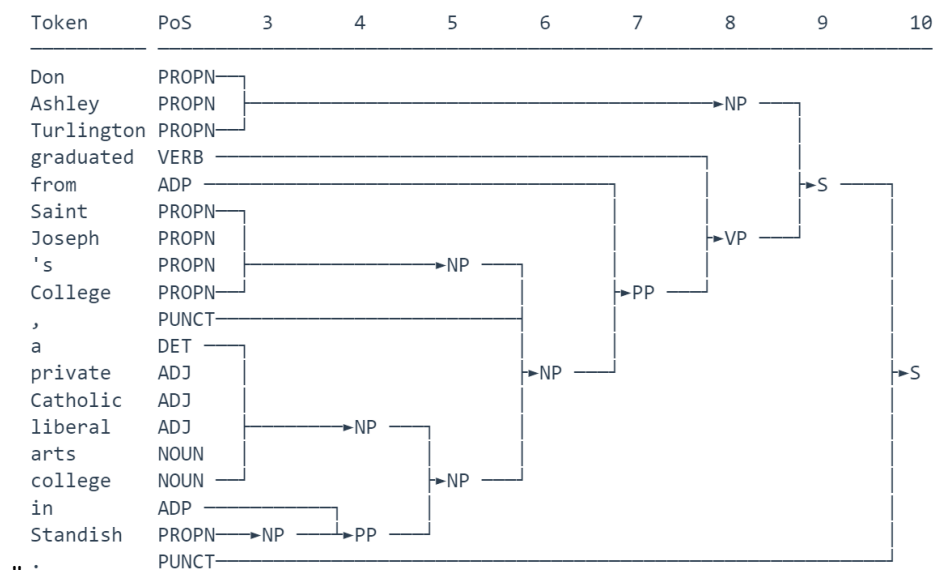 Token PoS 3 4 5 6 7 8 9 10
Don PROPN
Ashley PROPN NP
Turlington PROPN
graduated VERB
from ADP S
Saint PROPN
Joseph PROPN VP
's PROPN NP
College PROPN PP
, PUNCT
a DET
private ADJ NP S
Catholic ADJ
liberal ADJ NP
arts NOUN
college NOUN NP
in ADP
Standish PROPN NP PP
PUNCT